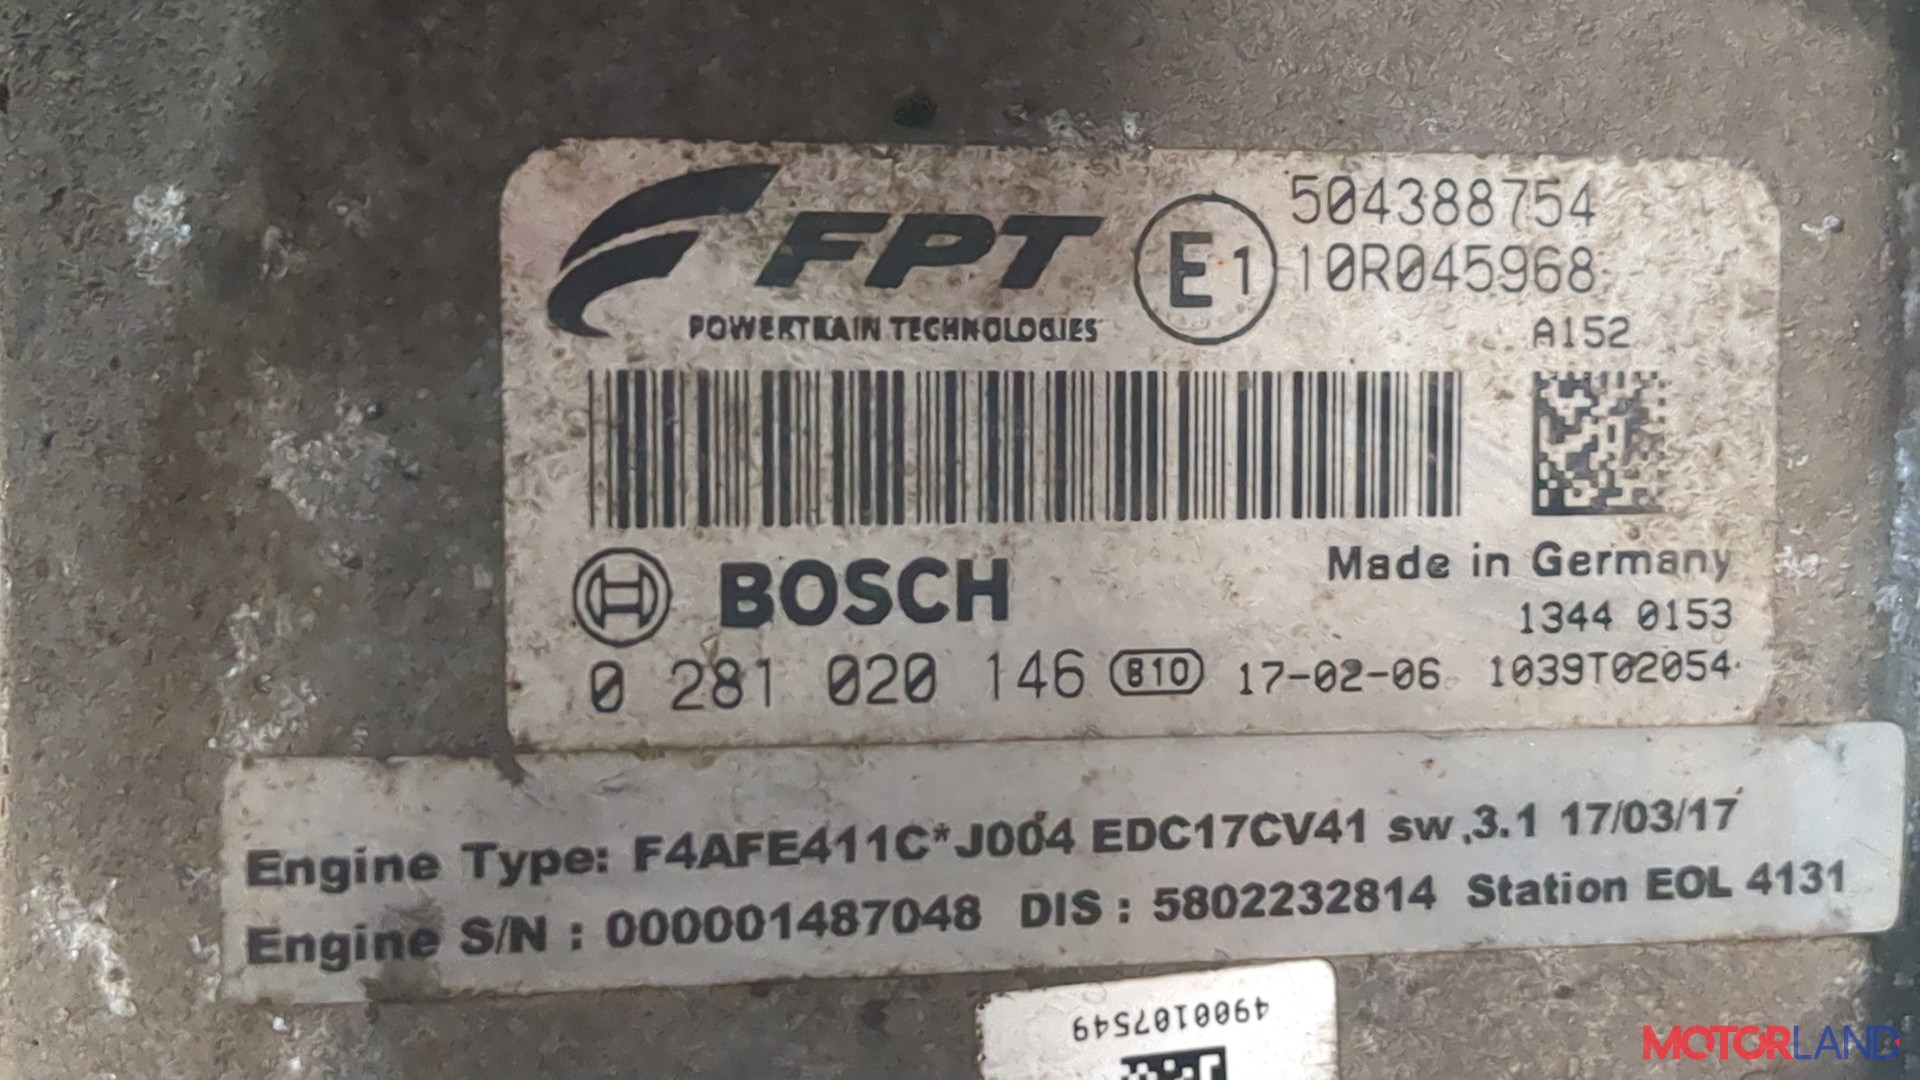 FPT
POWERTRAIN TECHNOLOGIES
E1
504388754
10R045968
A152
BOSCH
Made in Germany
1344 0153
0 281 020 146 810 17-02-06 1039T02054
Engine Type: F4AFE411C*J004 EDC17CV41 sw.3.1 17/03/17
Engine S/N : 000001487048 DIS : 5802232814 Station EOL 4131
4900107549
MOTORLAND